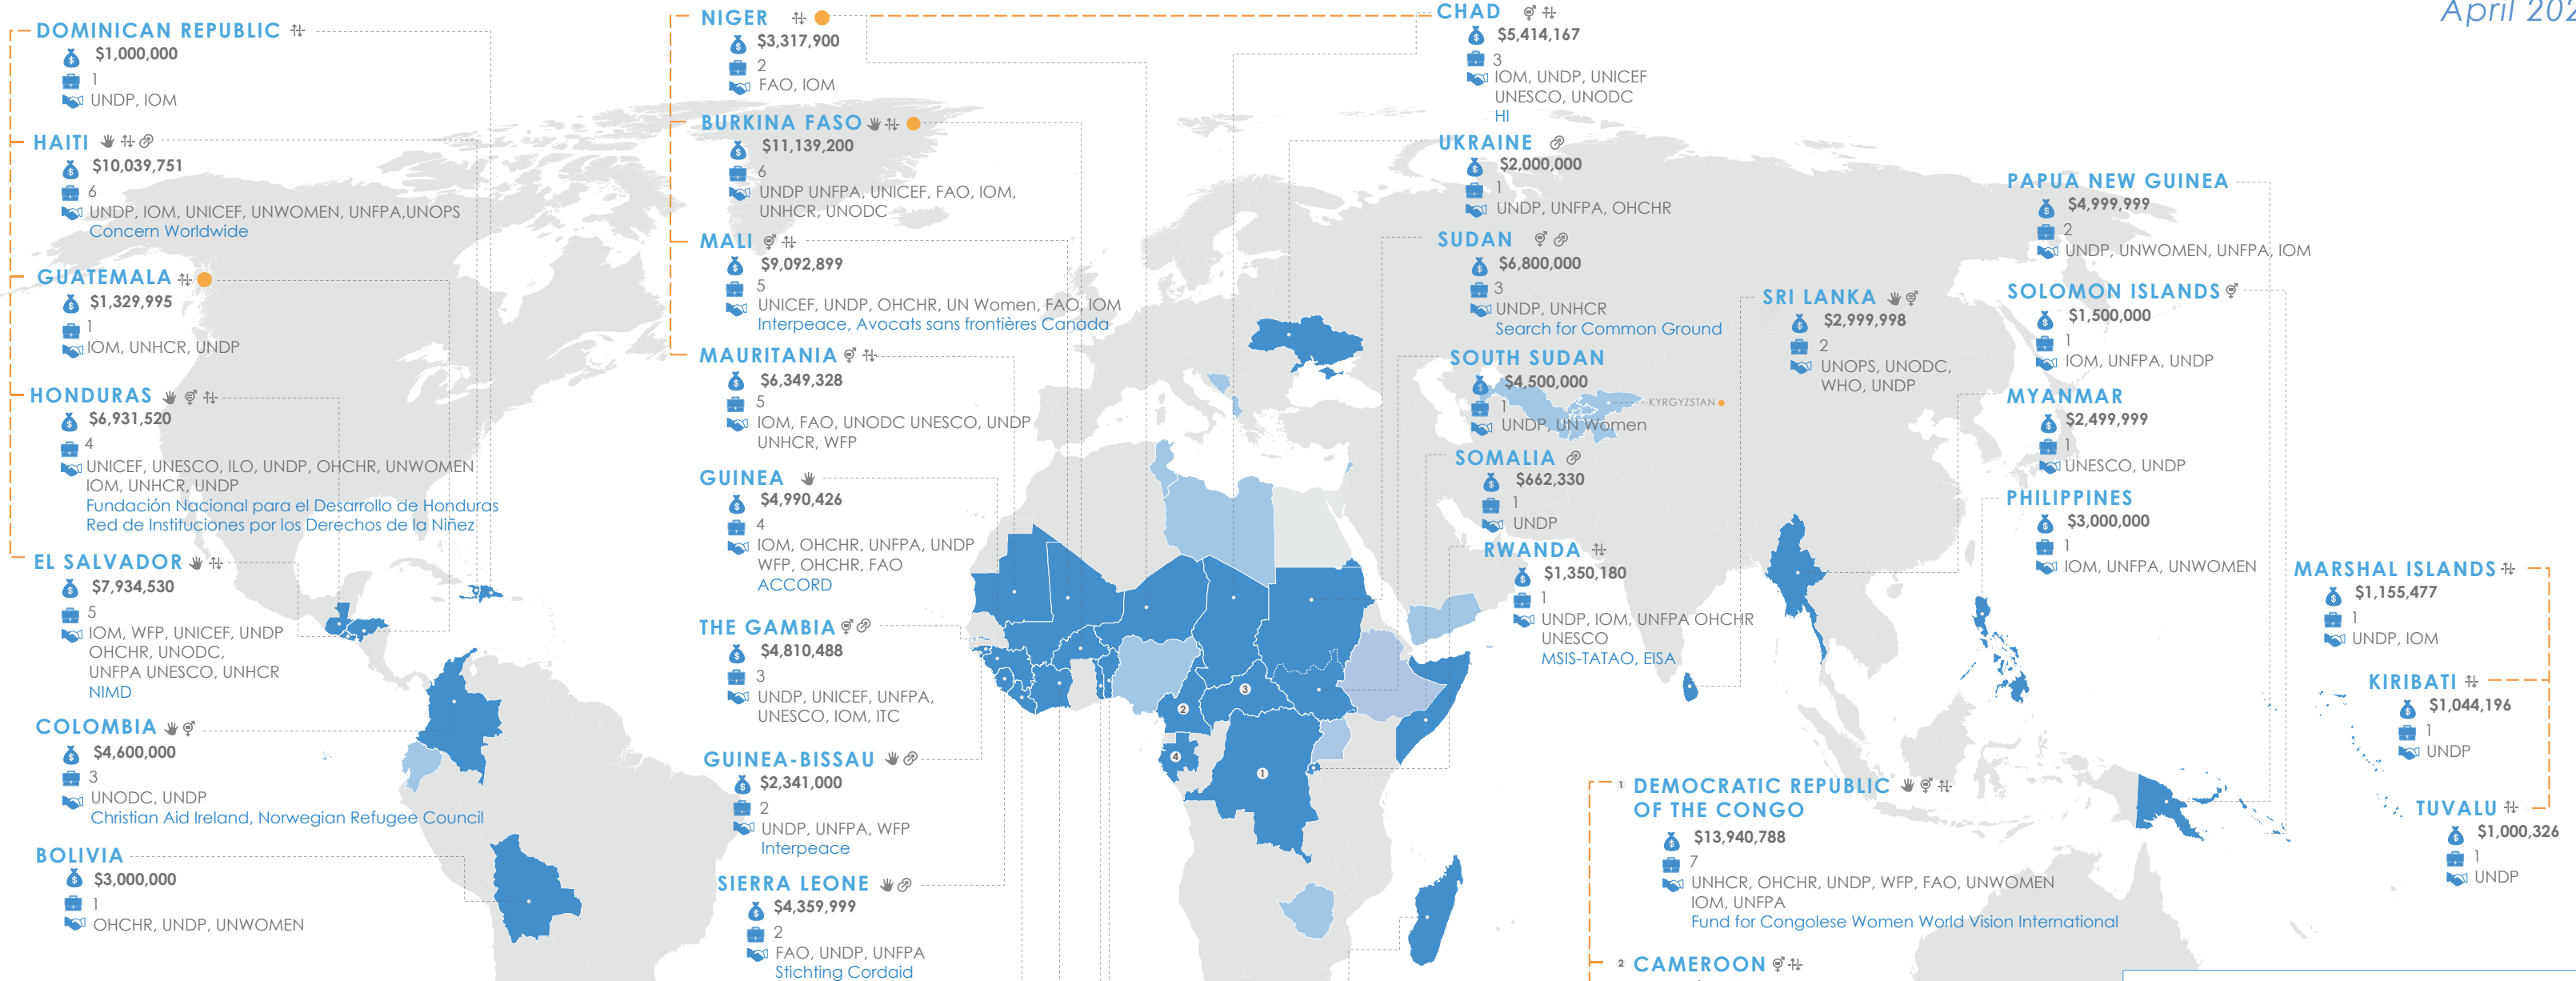 April 202
DOMINICAN REPUBLIC
$1,000,000
1
UNDP, IOM
HAITI
$10,039,751
6
UNDP, IOM, UNICEF, UNWOMEN, UNFPA,UNOPS
Concern Worldwide
GUATEMALA
$1,329,995
1
IOM, UNHCR, UNDP
HONDURAS
$6,931,520
4
UNICEF, UNESCO, ILO, UNDP, OHCHR, UNWOMEN
IOM, UNHCR, UNDP
Fundación Nacional para el Desarrollo de Honduras
Red de Instituciones por los Derechos de la Niñez
EL SALVADOR
$7,934,530
5
IOM, WFP, UNICEF, UNDP
OHCHR, UNODC,
UNFPA UNESCO, UNHCR
NIMD
COLOMBIA
$4,600,000
3
UNODC, UNDP
Christian Aid Ireland, Norwegian Refugee Council
BOLIVIA
$3,000,000
1
OHCHR, UNDP, UNWOMEN
NIGER
$3,317,900
2
FAO, IOM
BURKINA FASO
$11,139,200
6
UNDP UNFPA, UNICEF, FAO, IOM,
UNHCR, UNODC
MALI
$9,092,899
5
UNICEF, UNDP, OHCHR, UN Women, FAO, IOM
Interpeace, Avocats sans frontières Canada
MAURITANIA
$6,349,328
5
IOM, FAO, UNODC UNESCO, UNDP
UNHCR, WFP
GUINEA
$4,990,426
4
IOM, OHCHR, UNFPA, UNDP
WFP, OHCHR, FAO
ACCORD
THE GAMBIA
$4,810,488
3
UNDP, UNICEF, UNFPA,
UNESCO, IOM, ITC
GUINEA-BISSAU
$2,341,000
2
UNDP, UNFPA, WFP
Interpeace
SIERRA LEONE
$4,359,999
2
FAO, UNDP, UNFPA
Stichting Cordaid
CHAD
$5,414,167
3
IOM, UNDP, UNICEF
UNESCO, UNODC
HI
UKRAINE
$2,000,000
1
UNDP, UNFPA, OHCHR
SUDAN
$6,800,000
3
UNDP, UNHCR
Search for Common Ground
SOUTH SUDAN
$4,500,000
1
UNDP, UN Women
KYRGYZSTAN
SOMALIA
$662,330
1
UNDP
RWANDA
$1,350,180
1
UNDP, IOM, UNFPA OHCHR
UNESCO
MSIS-TATAO, EISA
SRI LANKA
$2,999,998
2
UNOPS, UNODC,
WHO, UNDP
PAPUA NEW GUINEA
$4,999,999
2
UNDP, UNWOMEN, UNFPA, IOM
SOLOMON ISLANDS
$1,500,000
1
IOM, UNFPA, UNDP
MYANMAR
$2,499,999
1
UNESCO, UNDP
PHILIPPINES
$3,000,000
1
IOM, UNFPA, UNWOMEN
MARSHAL ISLANDS
$1,155,477
1
UNDP, IOM
KIRIBATI
$1,044,196
1
UNDP
TUVALU
$1,000,326
1
UNDP
3
2
4
1
1 DEMOCRATIC REPUBLIC
OF THE CONGO
$13,940,788
7
UNHCR, OHCHR, UNDP, WFP, FAO, UNWOMEN
IOM, UNFPA
Fund for Congolese Women World Vision International
2 CAMEROON